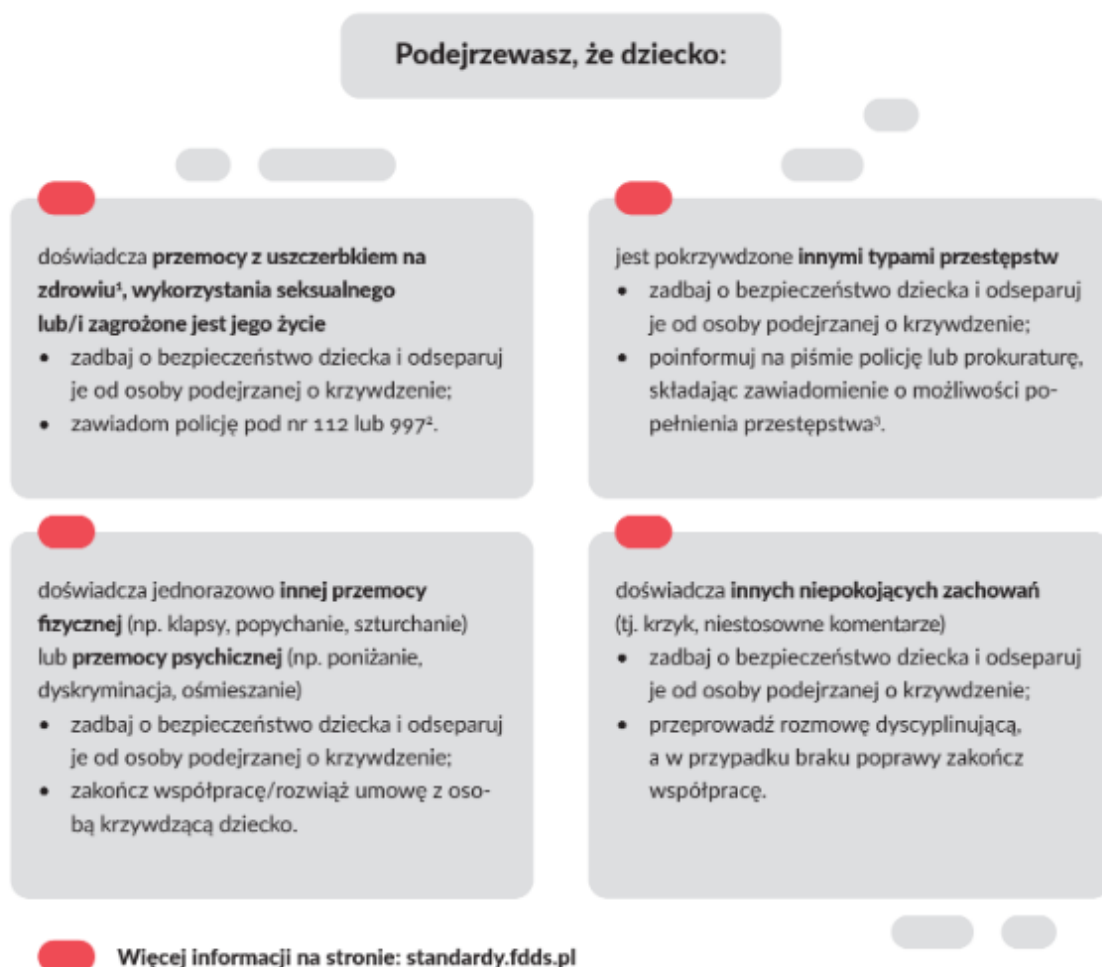 Podejrzewasz, że dziecko:
doświadcza przemocy z uszczerbkiem na
zdrowiu¹, wykorzystania seksualnego
lub/i zagrożone jest jego życie
• zadbaj o bezpieczeństwo dziecka i odseparuj
je od osoby podejrzanej o krzywdzenie;
• zawiadom policję pod nr 112 lub 997².
jest pokrzywdzone innymi typami przestępstw
• zadbaj o bezpieczeństwo dziecka i odseparuj
je od osoby podejrzanej o krzywdzenie;
• poinformuj na piśmie policję lub prokuraturę,
składając zawiadomienie o możliwości po-
pełnienia przestępstwa³.
doświadcza jednorazowo innej przemocy
fizycznej (np. klapsy, popychanie, szturchanie)
lub przemocy psychicznej (np. poniżanie,
dyskryminacja, ośmieszanie)
• zadbaj o bezpieczeństwo dziecka i odseparuj
je od osoby podejrzanej o krzywdzenie;
• zakończ współpracę/rozwiąż umowę z oso-
bą krzywdzącą dziecko.
doświadcza innych niepokojących zachowań
(tj. krzyk, niestosowne komentarze)
• zadbaj o bezpieczeństwo dziecka i odseparuj
je od osoby podejrzanej o krzywdzenie;
• przeprowadź rozmowę dyscyplinującą,
a w przypadku braku poprawy zakończ
współpracę.
Więcej informacji na stronie: standardy.fdds.pl